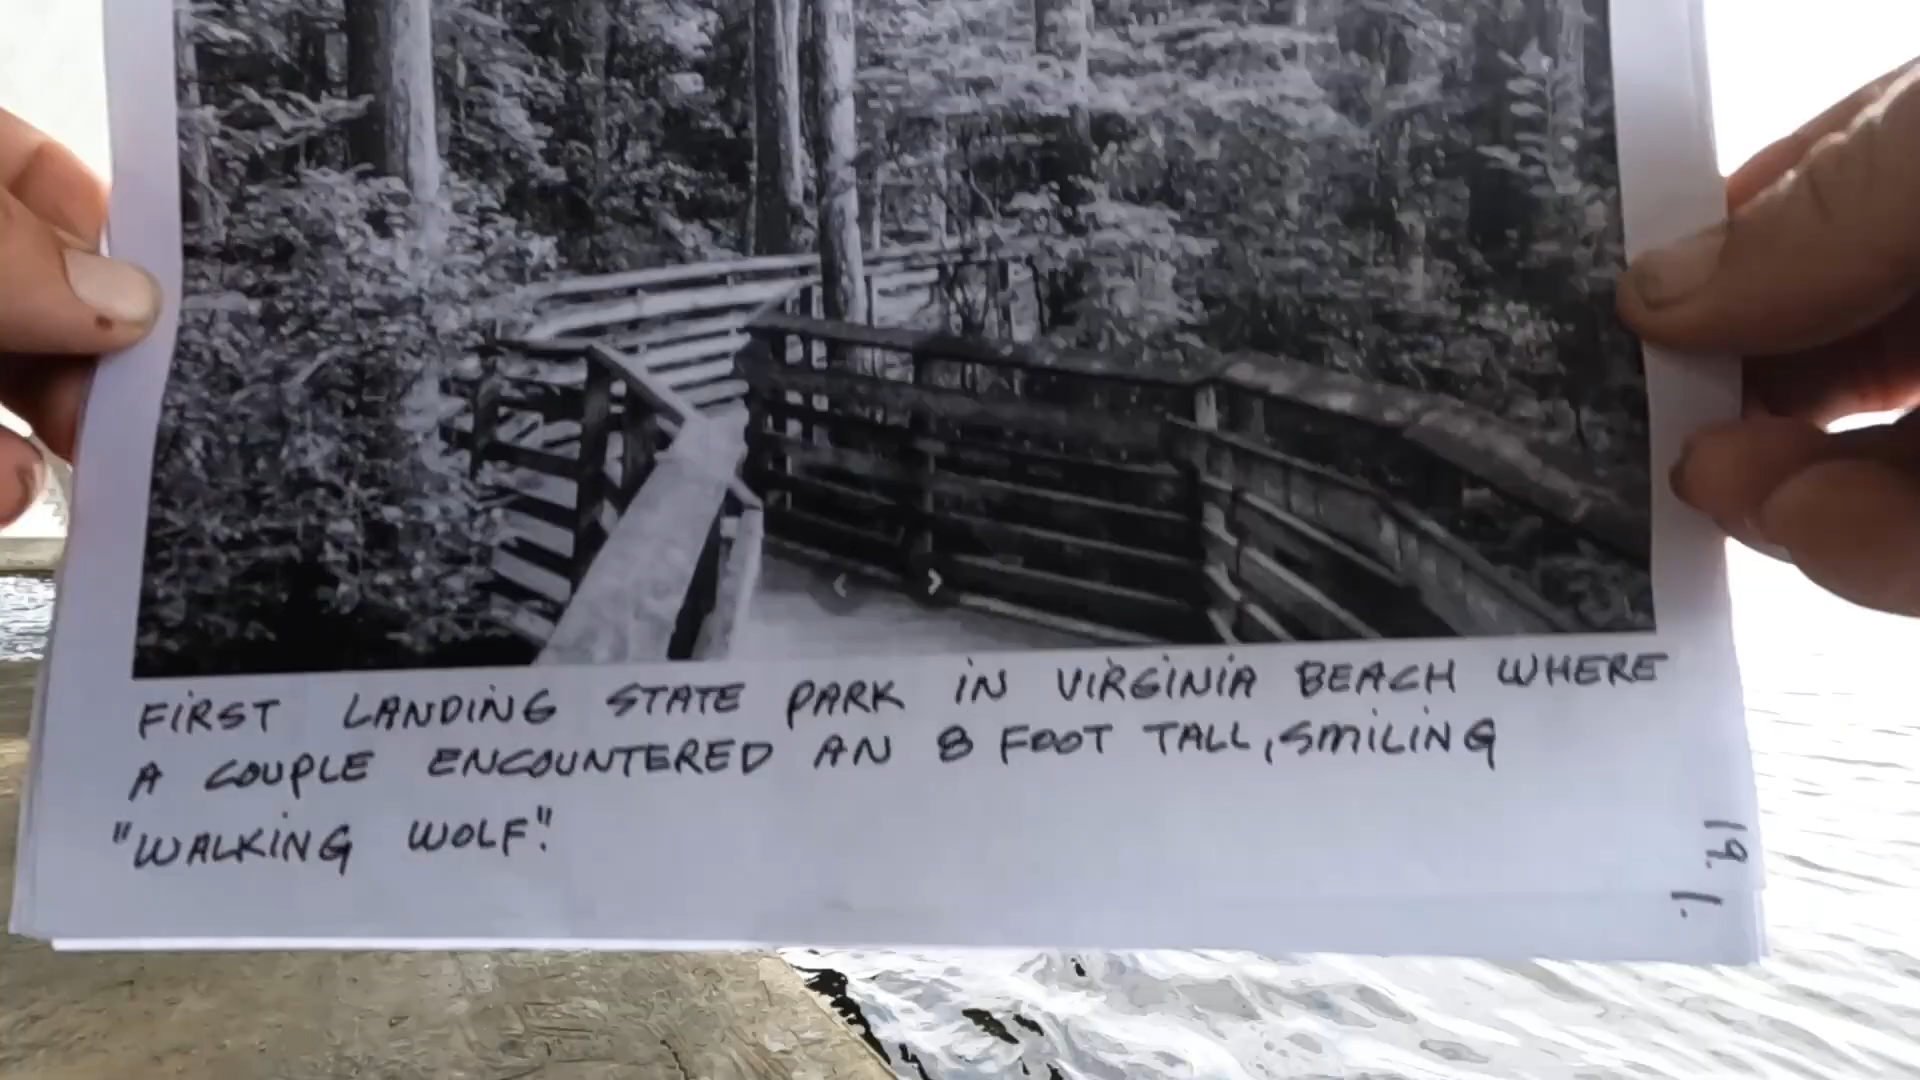 FIRST LANDING STATE PARK IN VIRGINIA BEACH WHERE
A COUPLE ENCOUNTERED AN 8 FOOT TALL, SMILING
"WALKING WOLF".
19.
1.